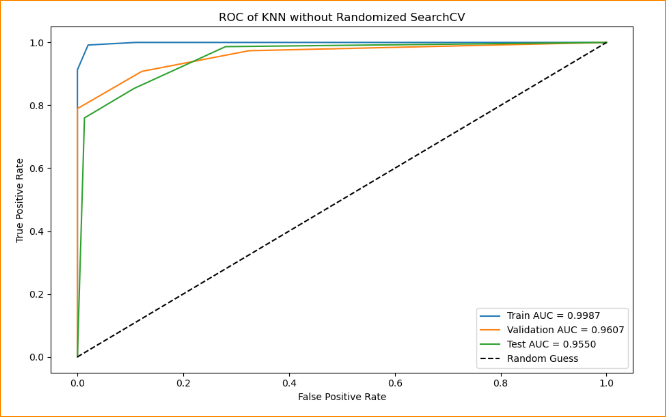 ROC of KNN without Randomized SearchCV
True Positive Rate
1.0
0.8
0.6
0.4
0.2
0.0
0.0 0.2 0.4 0.6 0.8 1.0
False Positive Rate
Train AUC = 0.9987
Validation AUC = 0.9607
Test AUC = 0.9550
Random Guess